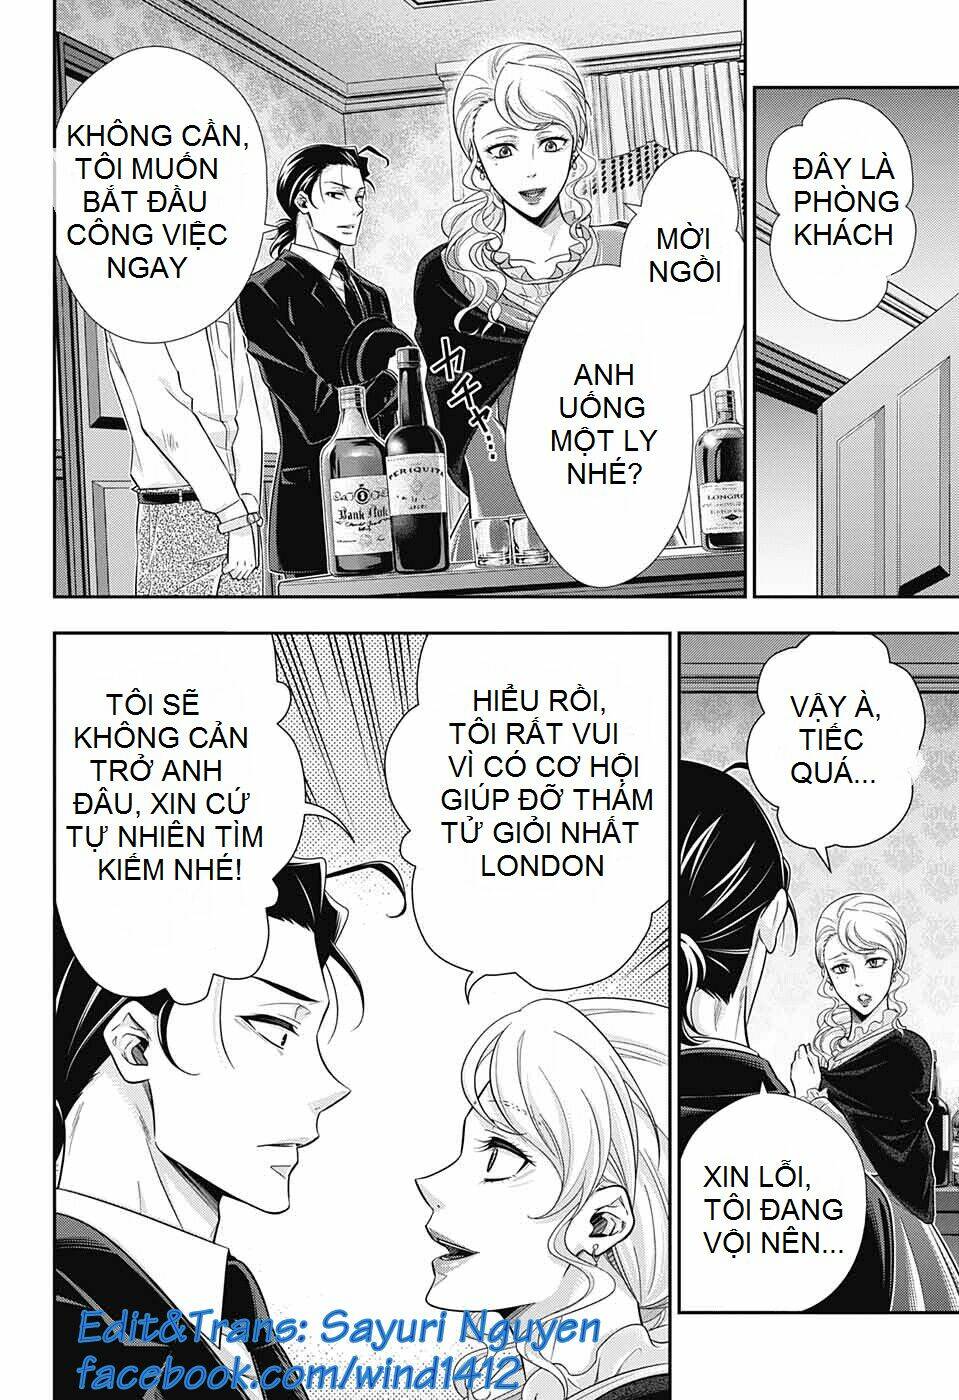 ĐÂY LÀ
PHÒNG
KHÁCH
MỜI
NGỒI
ANH
UỐNG
MỘT LY
NHÉ?
KHÔNG CẦN,
TÔI MUỐN
BẮT ĐẦU
CÔNG VIỆC
NGAY
カチャ…
LONGRO
PERIQUITA
Bank Note
VẬY À,
TIẾC
QUÁ...
XIN LỖI,
TÔI ĐANG
VỘI NÊN...
HIỂU RỒI,
TÔI RẤT VUI
VÌ CÓ CƠ HỘI
GIÚP ĐỠ THÁM
TỬ GIỎI NHẤT
LONDON
TÔI SẼ
KHÔNG CẢN
TRỞ ANH
ĐÂU, XIN CỨ
TỰ NHIÊN TÌM
KIẾM NHÉ!
Edit&Trans: Sayuri Nguyen
facebook.com/wind1412